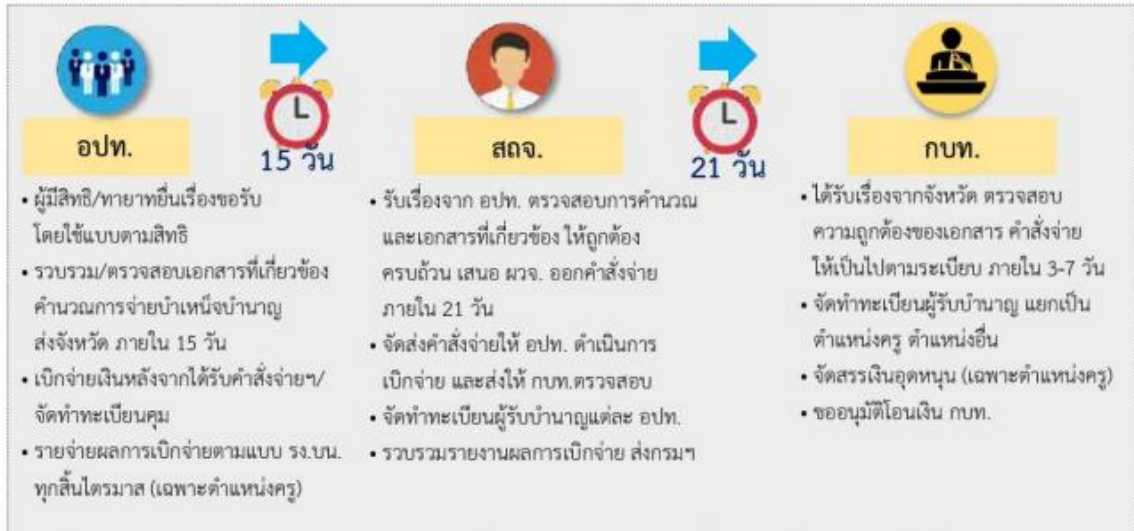 อปท.
15 วัน
สถจ.
21 วัน
กบท.
• ผู้มีสิทธิ/ทายาทยื่นเรื่องขอรับ
โดยใช้แบบตามสิทธิ
• รวบรวม/ตรวจสอบเอกสารที่เกี่ยวข้อง
คำนวณการจ่ายบำเหน็จบำนาญ
ส่งจังหวัด ภายใน 15 วัน
• เบิกจ่ายเงินหลังจากได้รับคำสั่งจ่ายฯ/
จัดทำทะเบียนคุม
• รายจ่ายผลการเบิกจ่ายตามแบบ รง.บน.
ทุกสิ้นไตรมาส (เฉพาะตำแหน่งครู)
• รับเรื่องจาก อปท. ตรวจสอบการคำนวณ
และเอกสารที่เกี่ยวข้อง ให้ถูกต้อง
ครบถ้วน เสนอ ผวจ. ออกคำสั่งจ่าย
ภายใน 21 วัน
• จัดส่งคำสั่งจ่ายให้ อปท. ดำเนินการ
เบิกจ่าย และส่งให้ กบท.ตรวจสอบ
• จัดทำทะเบียนผู้รับบำนาญแต่ละ อปท.
• รวบรวมรายงานผลการเบิกจ่าย ส่งกรมฯ
• ได้รับเรื่องจากจังหวัด ตรวจสอบ
ความถูกต้องของเอกสาร คำสั่งจ่าย
ให้เป็นไปตามระเบียบ ภายใน 3-7 วัน
• จัดทำทะเบียนผู้รับบำนาญ แยกเป็น
ตำแหน่งครู ตำแหน่งอื่น
• จัดสรรเงินอุดหนุน (เฉพาะตำแหน่งครู)
• ขออนุมัติโอนเงิน กบท.